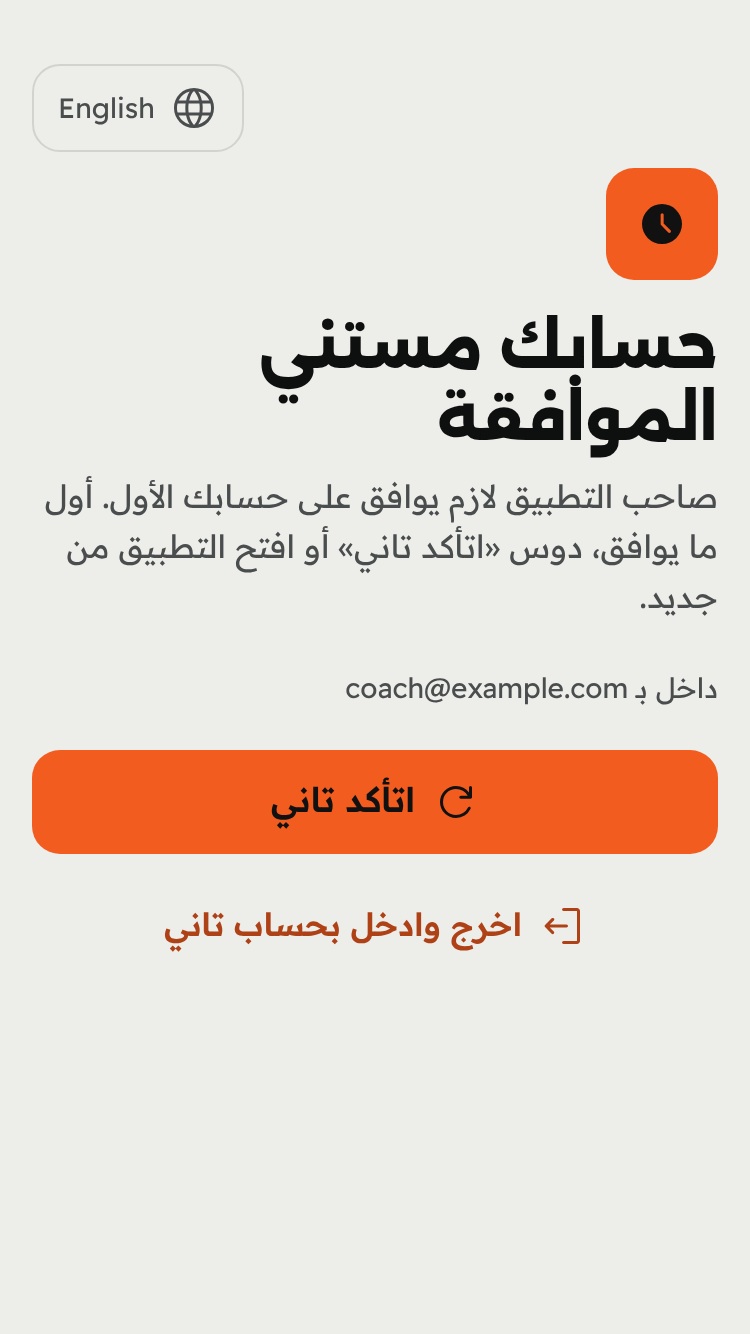 English
حسابك مستني
الموافقة
صاحب التطبيق لازم يوافق على حسابك الأول. أول
ما يوافق، دوس «اتأكد تاني» أو افتح التطبيق من
جديد.
داخل بـ coach@example.com
اتأكد تاني
اخرج وادخل بحساب تاني